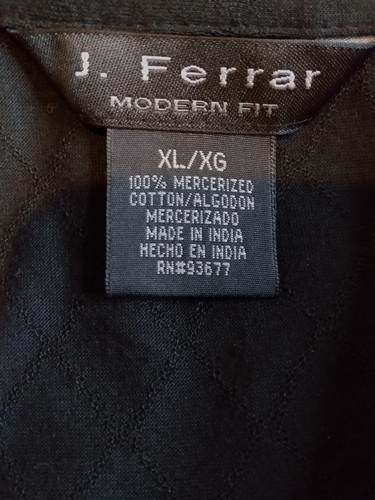 J. Ferrar
MODERN FIT
XL/XG
100% MERCERIZED
COTTON/ALGODON
MERCERIZADO
MADE IN INDIA
HECHO EN INDIA
RN#93677